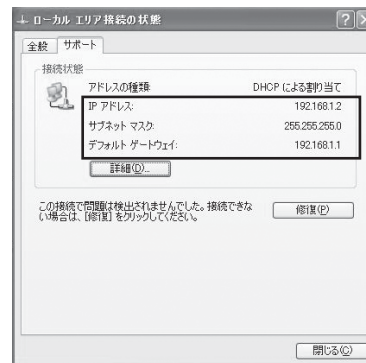 ローカル エリア接続の状態
全般 サポート
接続状態
アドレスの種類: DHCP による割り当て
IP アドレス: 192.168.1.2
サブネット マスク: 255.255.255.0
デフォルト ゲートウェイ: 192.168.1.1
詳細(D)...
この接続で問題は検出されませんでした。接続できな
い場合は、[修復] をクリックしてください。
修復(P)
閉じる(C)